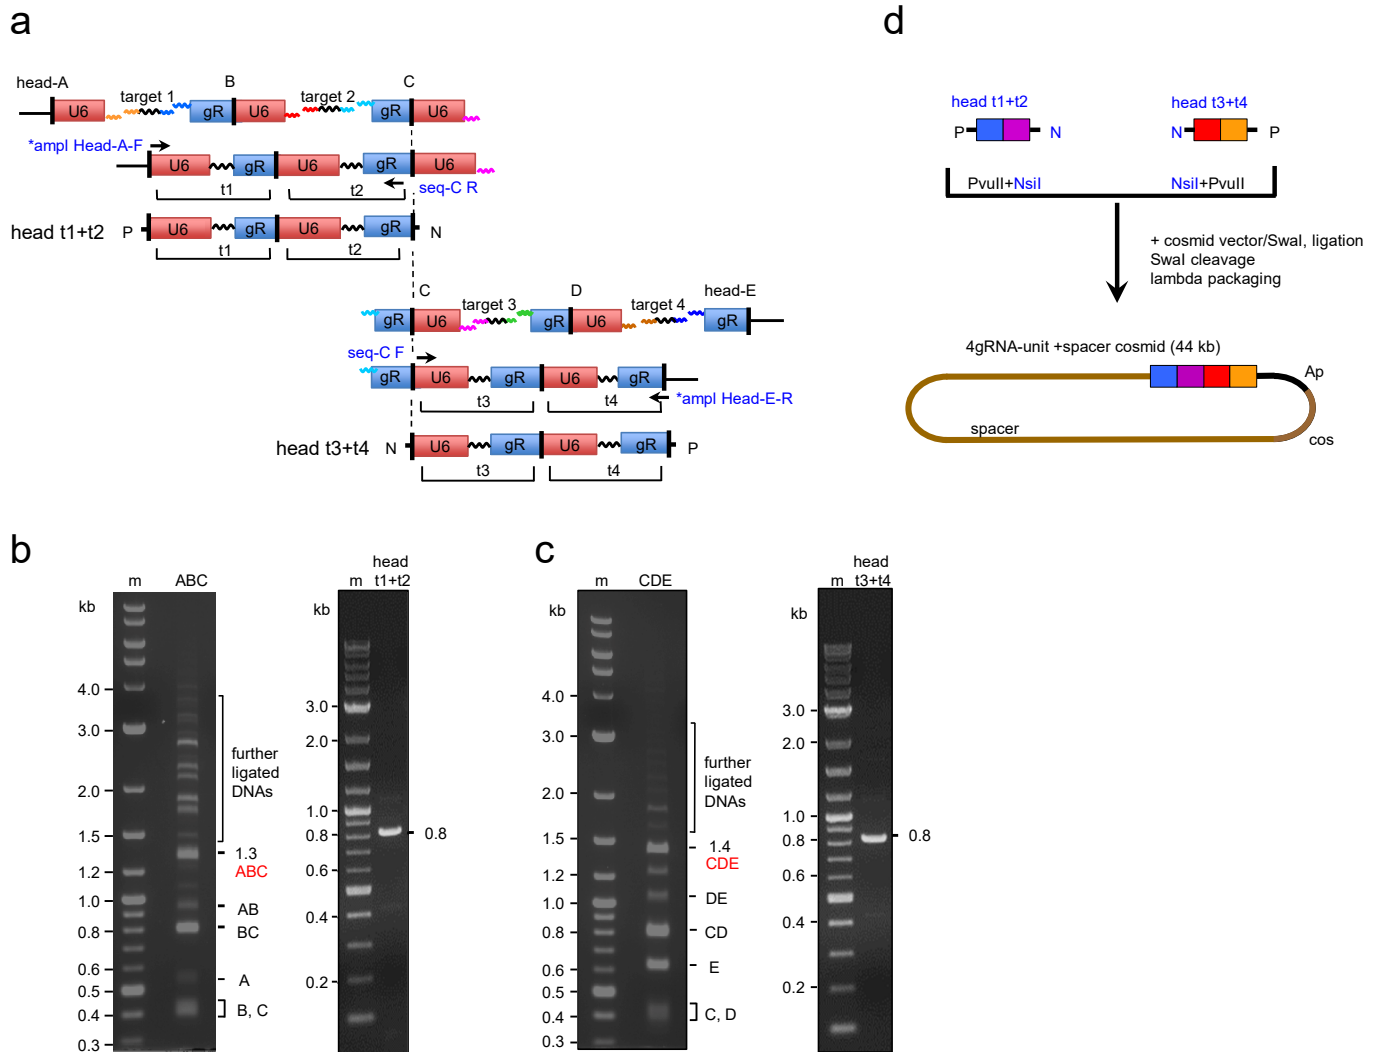 a
head-A
B
C
target 1
target 2
U6
gR
U6
gR
U6
*ampl Head-A-F
U6
gR
U6
gR
U6
t1
t2
seq-C R
head t1+t2
P
U6
gR
U6
gR
N
t1
t2
C
D
head-E
target 3
target 4
gR
U6
gR
U6
gR
seq-C F
gR
U6
gR
U6
gR
t3
t4
*ampl Head-E-R
head t3+t4
N
U6
gR
U6
gR
P
t3
t4
d
head t1+t2
head t3+t4
P
N
N
P
PvuII+NsiI
NsiI+PvuII
+ cosmid vector/SwaI, ligation
SwaI cleavage
lambda packaging
4gRNA-unit +spacer cosmid (44 kb)
Ap
spacer
cos
b
m
ABC
kb
4.0
3.0
2.0
1.5
1.2
1.0
0.8
0.6
0.5
0.4
0.3
further
ligated
DNAs
1.3
ABC
AB
BC
A
B, C
head
m
t1+t2
kb
3.0
2.0
1.0
0.8
0.6
0.4
0.2
0.8
c
m
CDE
kb
4.0
3.0
2.0
1.5
1.2
1.0
0.8
0.6
0.5
0.4
0.3
further
ligated
DNAs
1.4
CDE
DE
CD
E
C, D
head
m
t3+t4
kb
3.0
2.0
1.0
0.8
0.6
0.4
0.2
0.8